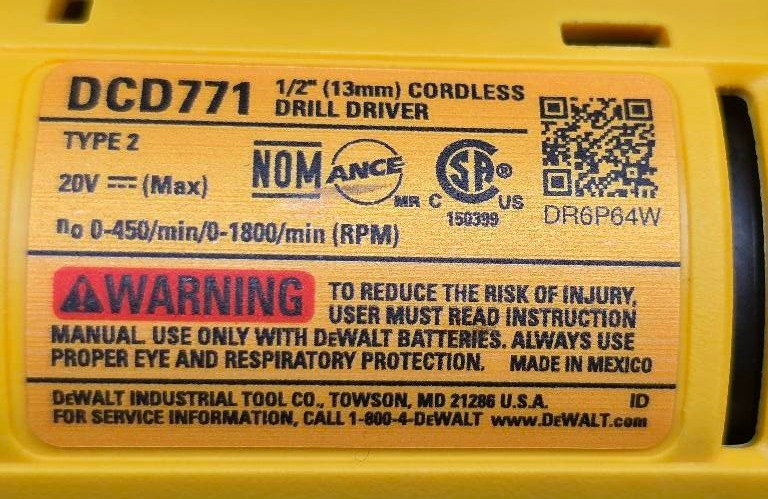 DCD771 1/2" (13mm) CORDLESS
DRILL DRIVER
TYPE 2
20V ⎓ (Max)
NOM ANCE
MR C SA® US
150399
DR6P64W
n₀ 0-450/min/0-1800/min (RPM)
WARNING TO REDUCE THE RISK OF INJURY,
USER MUST READ INSTRUCTION
MANUAL. USE ONLY WITH DEWALT BATTERIES. ALWAYS USE
PROPER EYE AND RESPIRATORY PROTECTION. MADE IN MEXICO
DEWALT INDUSTRIAL TOOL CO., TOWSON, MD 21286 U.S.A. ID
FOR SERVICE INFORMATION, CALL 1-800-4-DEWALT www.DEWALT.com